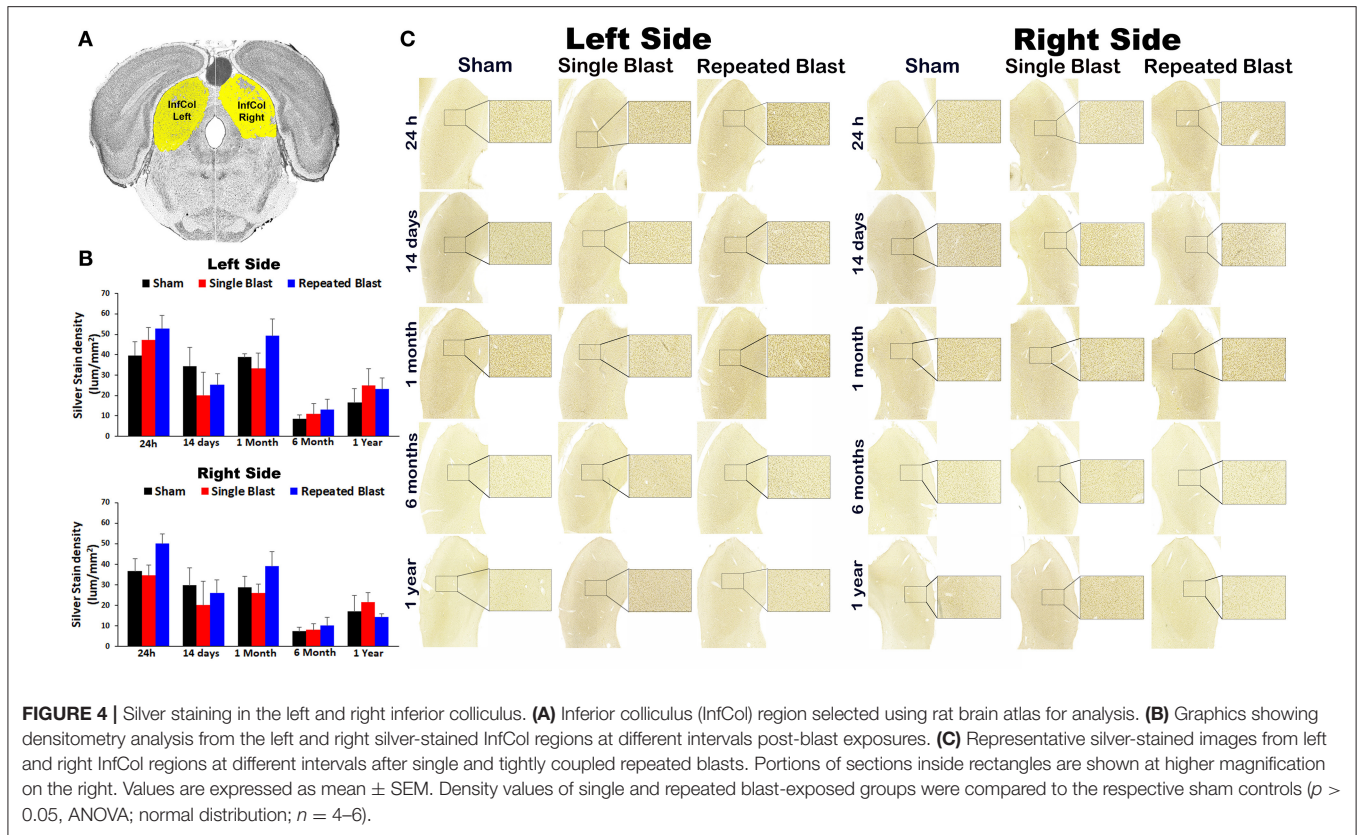 A
InfCol
Left
InfCol
Right
B
Left Side
Sham Single Blast Repeated Blast
Silver Stain density
(lum/mm²)
70
60
50
40
30
20
10
0
24h 14 days 1 Month 6 Month 1 Year
Right Side
Sham Single Blast Repeated Blast
Silver Stain density
(lum/mm²)
70
60
50
40
30
20
10
0
24h 14 days 1 Month 6 Month 1 Year
C
Left Side Right Side
Sham Single Blast Repeated Blast Sham Single Blast Repeated Blast
24 h 24 h
14 days 14 days
1 month 1 month
6 months 6 months
1 year 1 year
FIGURE 4 | Silver staining in the left and right inferior colliculus. (A) Inferior colliculus (InfCol) region selected using rat brain atlas for analysis. (B) Graphics showing
densitometry analysis from the left and right silver-stained InfCol regions at different intervals post-blast exposures. (C) Representative silver-stained images from left
and right InfCol regions at different intervals after single and tightly coupled repeated blasts. Portions of sections inside rectangles are shown at higher magnification
on the right. Values are expressed as mean ± SEM. Density values of single and repeated blast-exposed groups were compared to the respective sham controls (p >
0.05, ANOVA; normal distribution; n = 4–6).